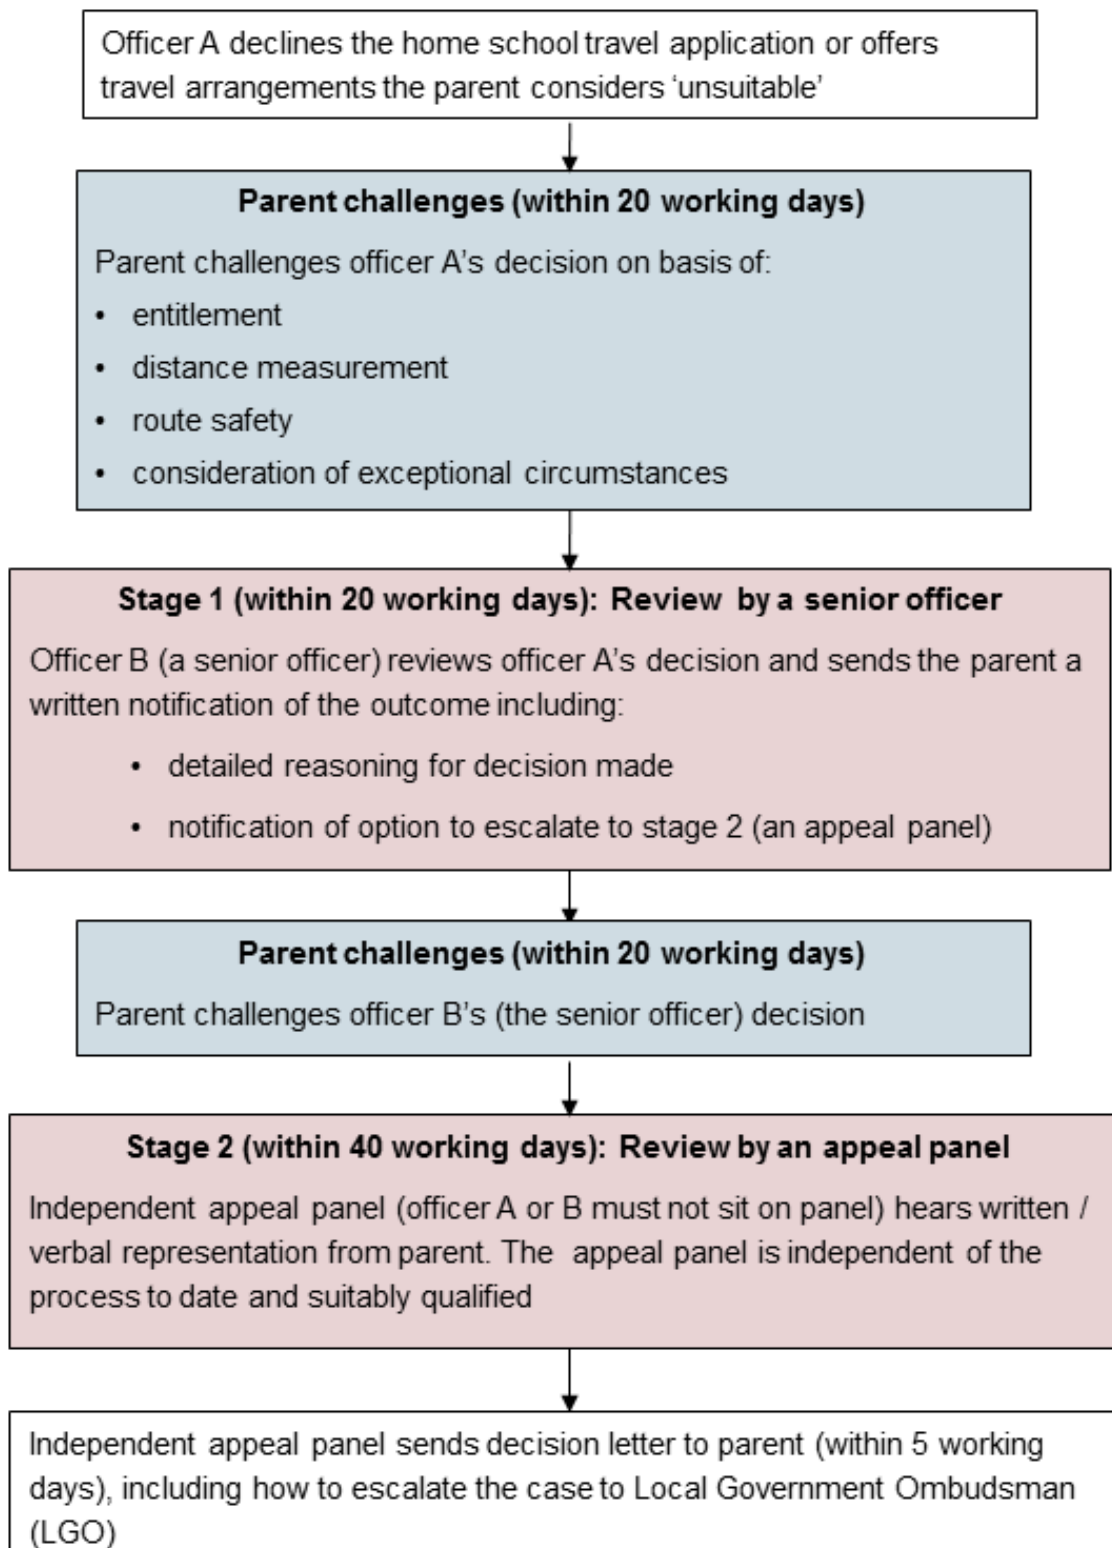 Officer A declines the home school travel application or offers
travel arrangements the parent considers ‘unsuitable’
Parent challenges (within 20 working days)
Parent challenges officer A’s decision on basis of:
• entitlement
• distance measurement
• route safety
• consideration of exceptional circumstances
Stage 1 (within 20 working days): Review by a senior officer
Officer B (a senior officer) reviews officer A’s decision and sends the parent a
written notification of the outcome including:
• detailed reasoning for decision made
• notification of option to escalate to stage 2 (an appeal panel)
Parent challenges (within 20 working days)
Parent challenges officer B’s (the senior officer) decision
Stage 2 (within 40 working days): Review by an appeal panel
Independent appeal panel (officer A or B must not sit on panel) hears written /
verbal representation from parent. The appeal panel is independent of the
process to date and suitably qualified
Independent appeal panel sends decision letter to parent (within 5 working
days), including how to escalate the case to Local Government Ombudsman
(LGO)